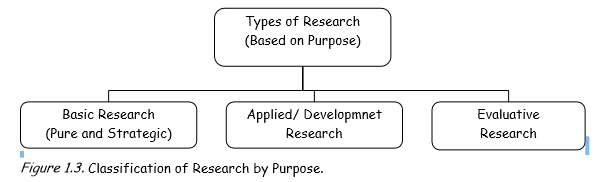 Types of Research
(Based on Purpose)
Basic Research
(Pure and Strategic)
Applied/ Developmnet
Research
Evaluative
Research
Figure 1.3. Classification of Research by Purpose.